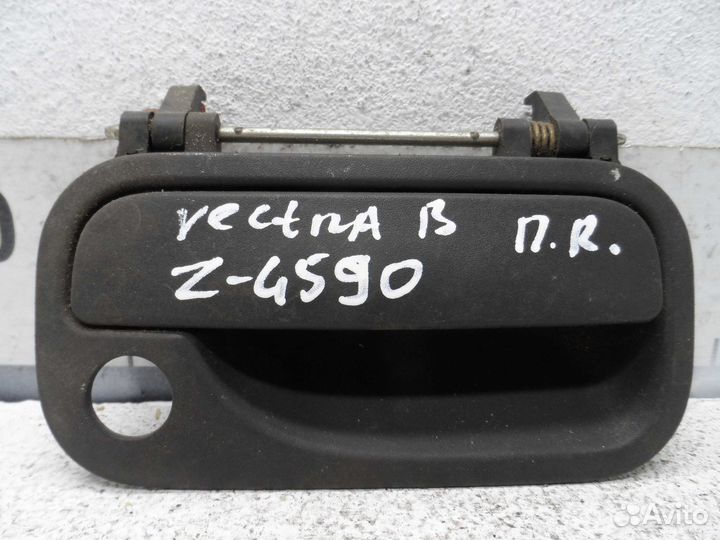 vectRA B П.R.
Z-4590
Avito